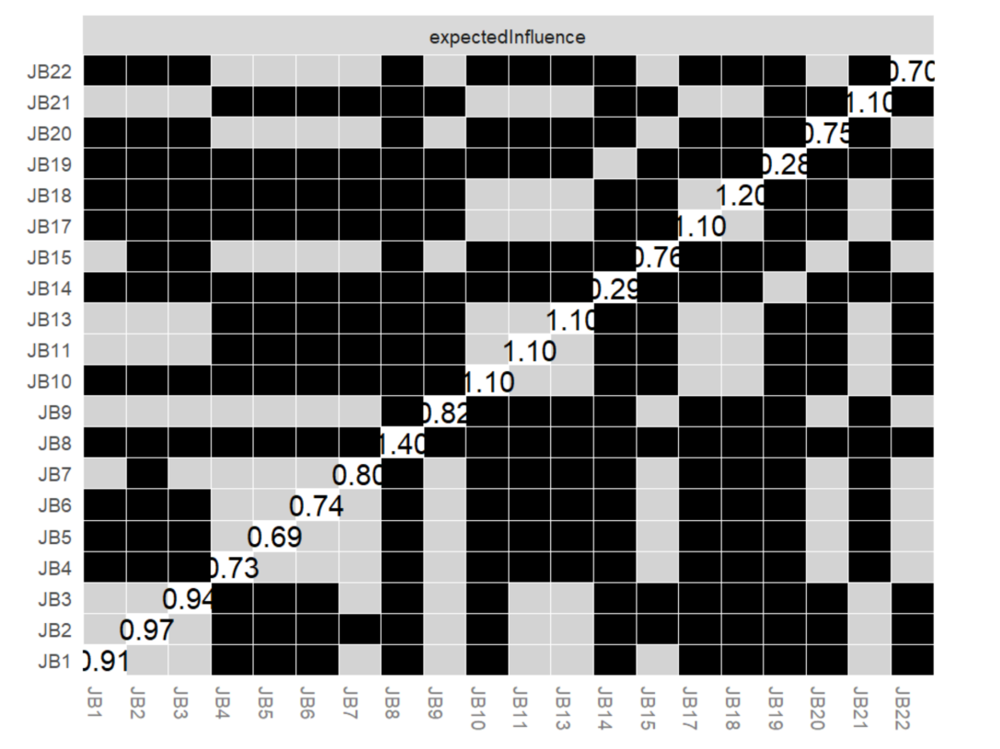 expectedInfluence
JB22
0.70
JB21
1.10
JB20
0.75
JB19
0.28
JB18
1.20
JB17
1.10
JB15
0.76
JB14
0.29
JB13
1.10
JB11
1.10
JB10
1.10
JB9
0.82
JB8
1.40
JB7
0.80
JB6
0.74
JB5
0.69
JB4
0.73
JB3
0.94
JB2
0.97
JB1
0.91
JB1
JB2
JB3
JB4
JB5
JB6
JB7
JB8
JB9
JB10
JB11
JB13
JB14
JB15
JB17
JB18
JB19
JB20
JB21
JB22